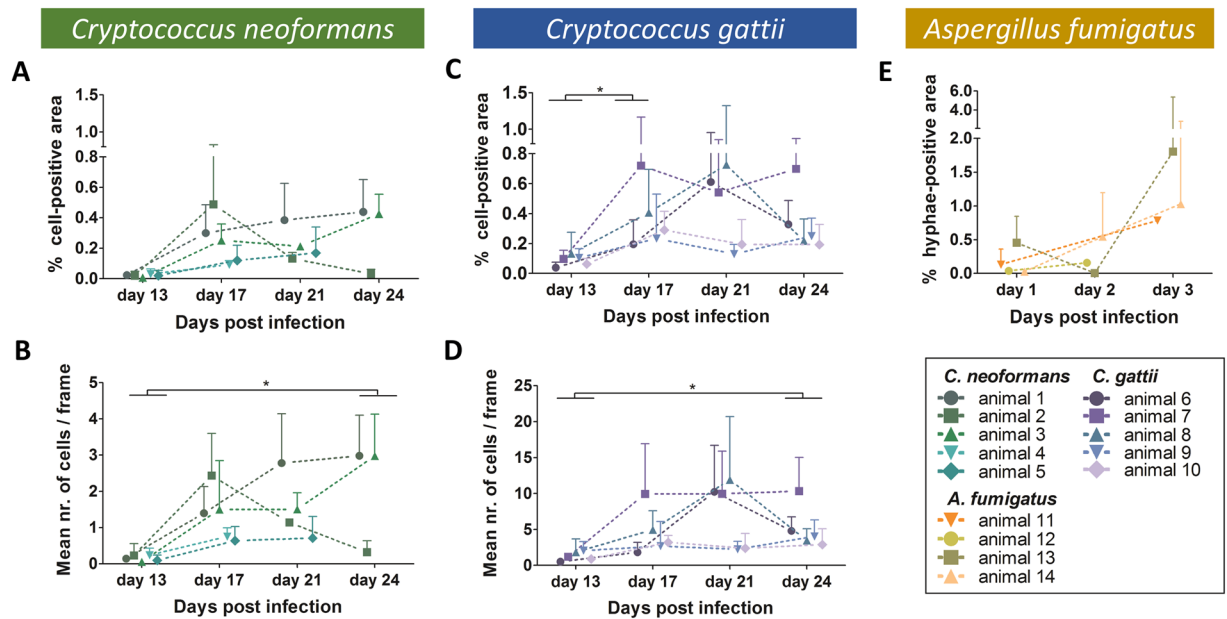 Cryptococcus neoformans
Cryptococcus gattii
Aspergillus fumigatus
A
% cell-positive area
1.5
1.0
0.8
0.6
0.4
0.2
0.0
day 13
day 17
day 21
day 24
Days post infection
C
% cell-positive area
*
1.5
1.0
0.8
0.6
0.4
0.2
0.0
day 13
day 17
day 21
day 24
Days post infection
E
% hyphae-positive area
6.0
4.0
2.0
2.0
1.5
1.0
0.5
0.0
day 1
day 2
day 3
Days post infection
B
Mean nr. of cells / frame
*
5
4
3
2
1
0
day 13
day 17
day 21
day 24
Days post infection
D
Mean nr. of cells / frame
*
25
20
15
10
5
0
day 13
day 17
day 21
day 24
Days post infection
C. neoformans
animal 1
animal 2
animal 3
animal 4
animal 5
C. gattii
animal 6
animal 7
animal 8
animal 9
animal 10
A. fumigatus
animal 11
animal 12
animal 13
animal 14